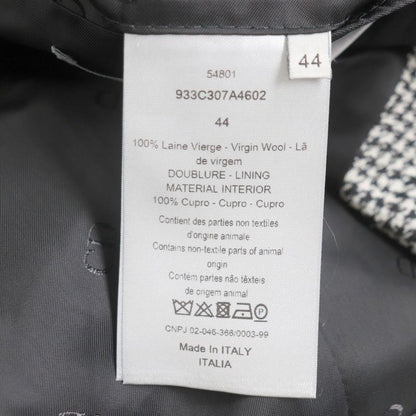 44
54801
933C307A4602
44
100% Laine Vierge - Virgin Wool - Lã
de virgem
DOUBLURE - LINING
MATERIAL INTERIOR
100% Cupro - Cupro - Cupro
Contient des parties non textiles
d'origine animale
Contains non-textile parts of animal
origin
Contém partes não têxteis
de origem animal
CNPJ 02-046-366/0003-99
Made In ITALY
ITALIA